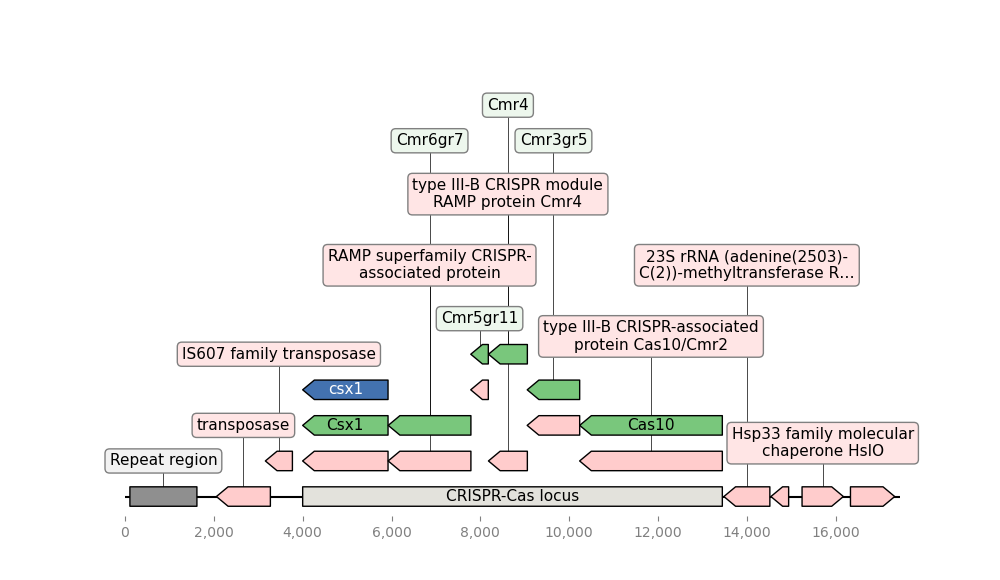 Cmr4
Cmr6gr7
Cmr3gr5
type III-B CRISPR module
RAMP protein Cmr4
RAMP superfamily CRISPR-
associated protein
23S rRNA (adenine(2503)-
C(2))-methyltransferase R...
Cmr5gr11
type III-B CRISPR-associated
protein Cas10/Cmr2
IS607 family transposase
csx1
transposase
Csx1
Cas10
Hsp33 family molecular
chaperone HslO
Repeat region
CRISPR-Cas locus
0
2,000
4,000
6,000
8,000
10,000
12,000
14,000
16,000